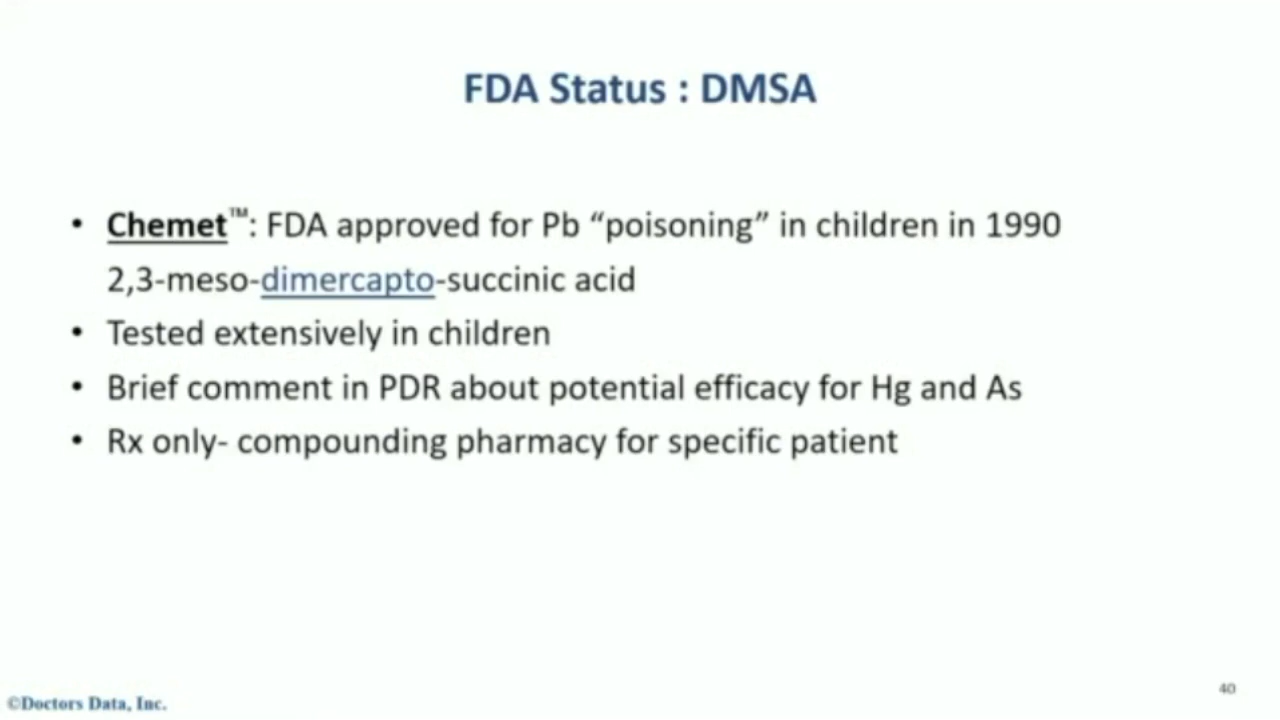 FDA Status : DMSA
• Chemet™: FDA approved for Pb “poisoning” in children in 1990
2,3-meso-dimercapto-succinic acid
• Tested extensively in children
• Brief comment in PDR about potential efficacy for Hg and As
• Rx only- compounding pharmacy for specific patient
©Doctors Data, Inc.
40